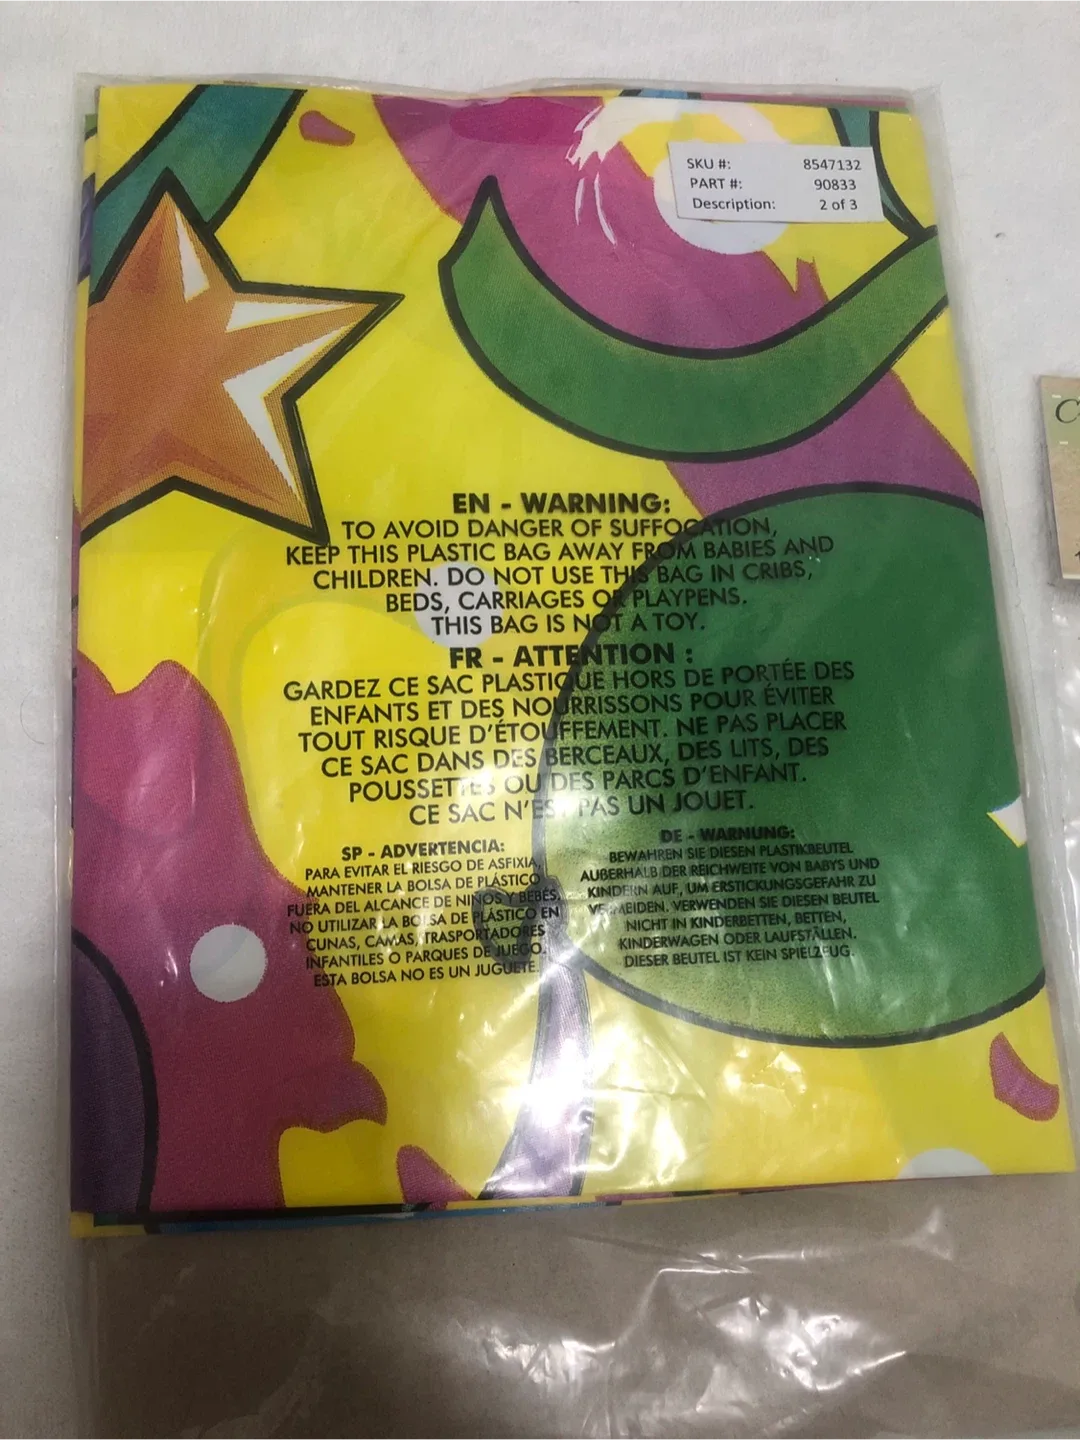 SKU #: 8547132
PART #: 90833
Description: 2 of 3
EN - WARNING:
TO AVOID DANGER OF SUFFOCATION,
KEEP THIS PLASTIC BAG AWAY FROM BABIES AND
CHILDREN. DO NOT USE THIS BAG IN CRIBS,
BEDS, CARRIAGES OR PLAYPENS.
THIS BAG IS NOT A TOY.
FR - ATTENTION :
GARDEZ CE SAC PLASTIQUE HORS DE PORTÉE DES
ENFANTS ET DES NOURRISSONS POUR ÉVITER
TOUT RISQUE D'ÉTOUFFEMENT. NE PAS PLACER
CE SAC DANS DES BERCEAUX, DES LITS, DES
POUSSETTES OU DES PARCS D'ENFANT.
CE SAC N'EST PAS UN JOUET.
SP - ADVERTENCIA:
PARA EVITAR EL RIESGO DE ASFIXIA,
MANTENER LA BOLSA DE PLÁSTICO
FUERA DEL ALCANCE DE NIÑOS Y BEBÉS.
NO UTILIZAR LA BOLSA DE PLÁSTICO EN
CUNAS, CAMAS, TRASPORTADORES
INFANTILES O PARQUES DE JUEGO.
ESTA BOLSA NO ES UN JUGUETE.
DE - WARNUNG:
BEWAHREN SIE DIESEN PLASTIKBEUTEL
AUßERHALB DER REICHWEITE VON BABYS UND
KINDERN AUF, UM ERSTICKUNGSGEFAHR ZU
VERMEIDEN. VERWENDEN SIE DIESEN BEUTEL
NICHT IN KINDERBETTEN, BETTEN,
KINDERWAGEN ODER LAUFSTÄLLEN.
DIESER BEUTEL IST KEIN SPIELZEUG.